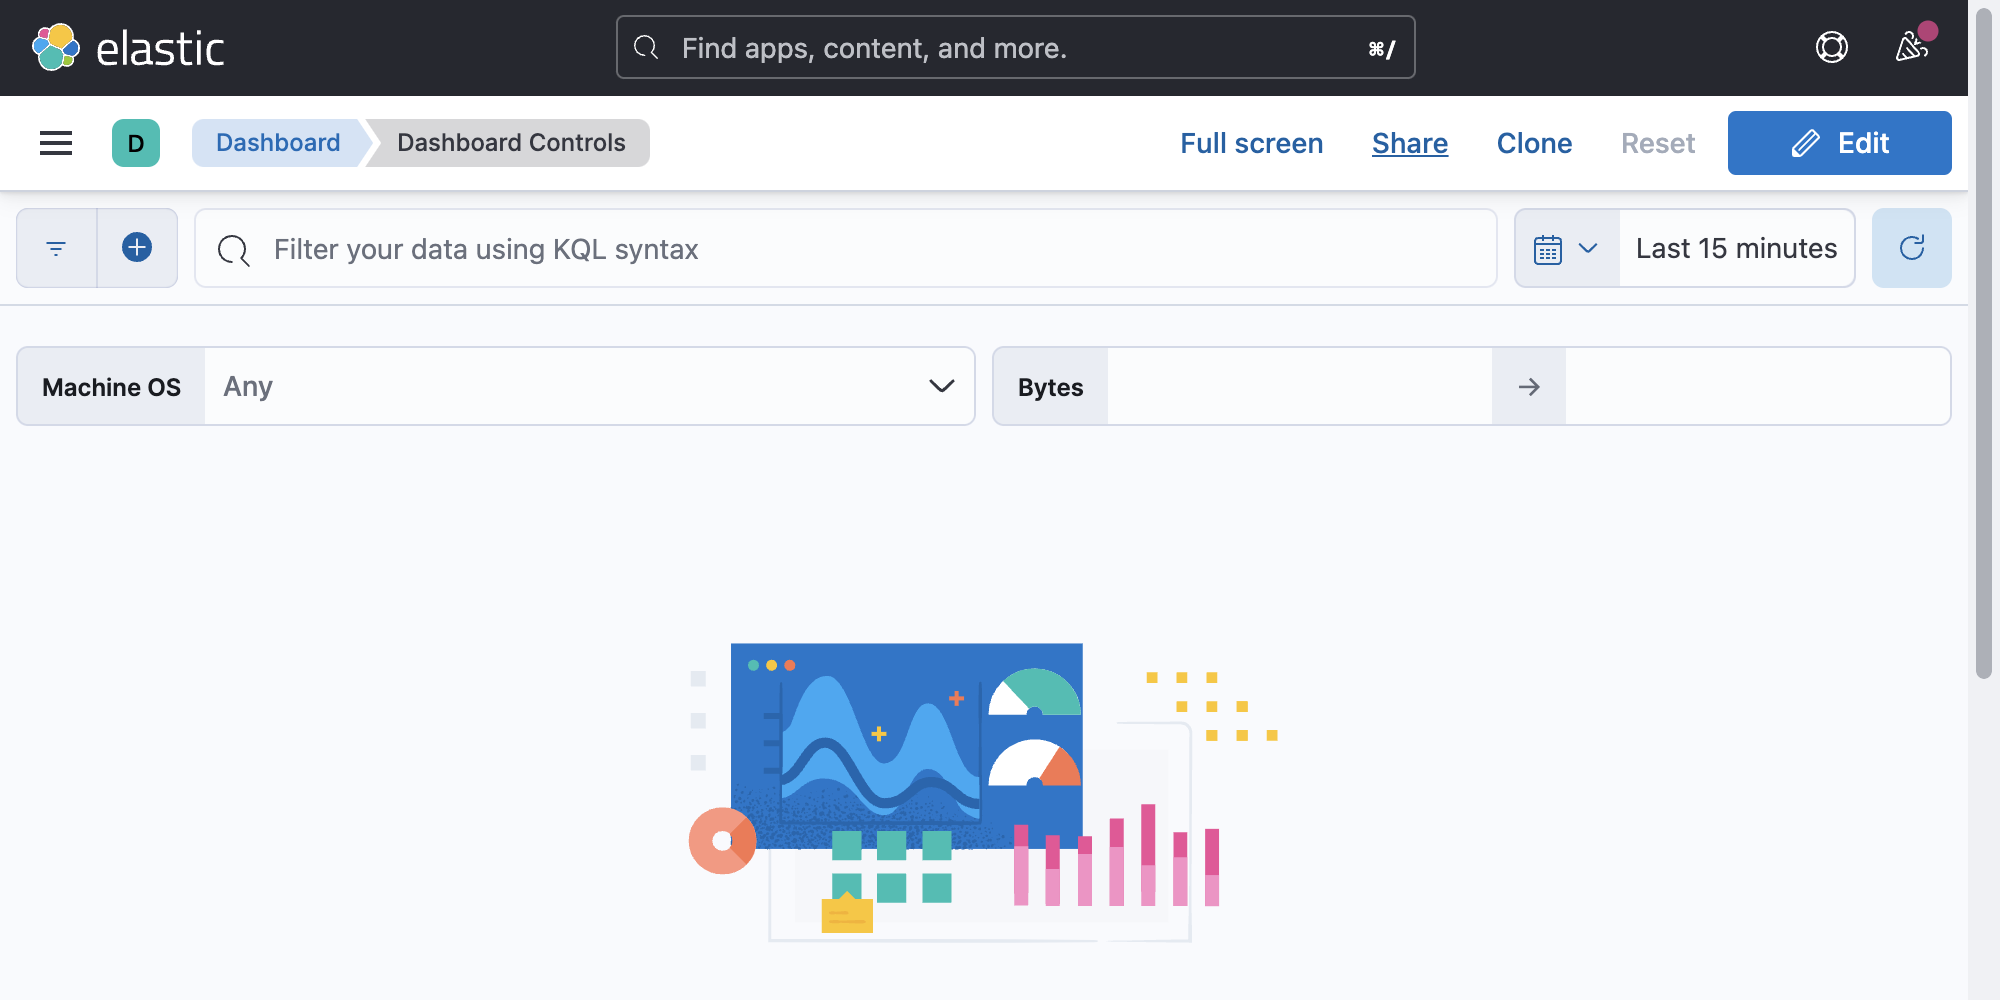 elastic
Find apps, content, and more.
⌘/
D
Dashboard
Dashboard Controls
Full screen
Share
Clone
Reset
Edit
Filter your data using KQL syntax
Last 15 minutes
Machine OS
Any
Bytes
→